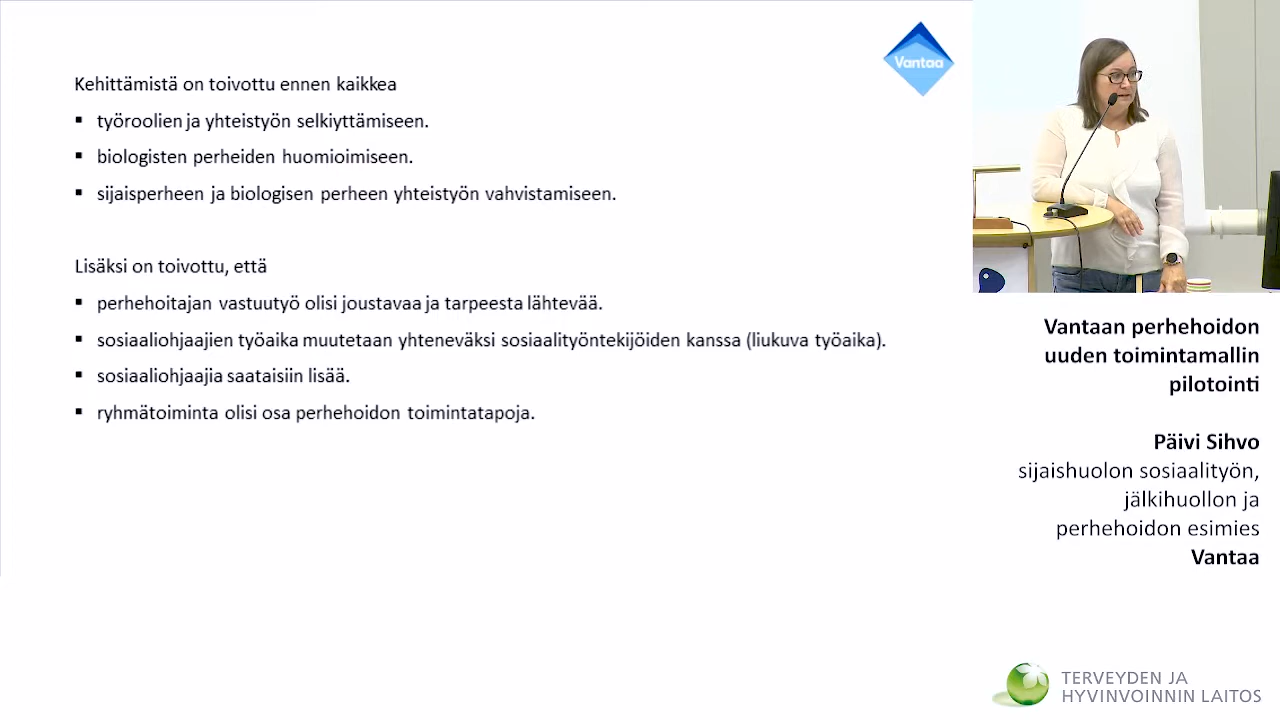 Vantaa
Kehittämistä on toivottu ennen kaikkea
▪ työroolien ja yhteistyön selkiyttämiseen.
▪ biologisten perheiden huomioimiseen.
▪ sijaisperheen ja biologisen perheen yhteistyön vahvistamiseen.
Lisäksi on toivottu, että
▪ perhehoitajan vastuutyö olisi joustavaa ja tarpeesta lähtevää.
▪ sosiaaliohjaajien työaika muutetaan yhteneväksi sosiaalityöntekijöiden kanssa (liukuva työaika).
▪ sosiaaliohjaajia saataisiin lisää.
▪ ryhmätoiminta olisi osa perhehoidon toimintatapoja.
Vantaan perhehoidon
uuden toimintamallin
pilotointi
Päivi Sihvo
sijaishuolon sosiaalityön,
jälkihuollon ja
perhehoidon esimies
Vantaa
TERVEYDEN JA
HYVINVOINNIN LAITOS